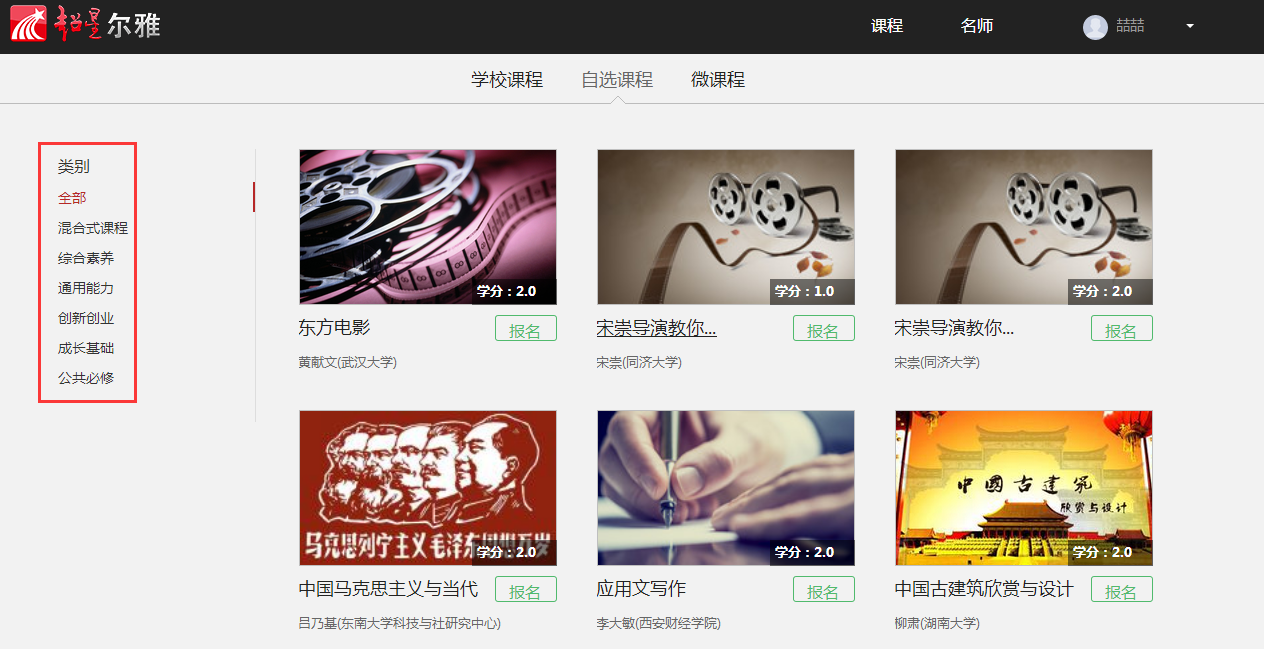 超星尔雅
课程
名师
喆喆
学校课程
自选课程
微课程
类别
全部
混合式课程
综合素养
通用能力
创新创业
成长基础
公共必修
学分：2.0
学分：1.0
学分：2.0
东方电影
报名
宋崇导演教你...
报名
宋崇导演教你...
报名
黄献文(武汉大学)
宋崇(同济大学)
宋崇(同济大学)
马克思列宁主义毛泽东思想万岁
学分：2.0
学分：2.0
中國古建筑
欣赏与设计
学分：2.0
中国马克思主义与当代
报名
应用文写作
报名
中国古建筑欣赏与设计
报名
吕乃基(东南大学科技与社研究中心)
李大敏(西安财经学院)
柳肃(湖南大学)